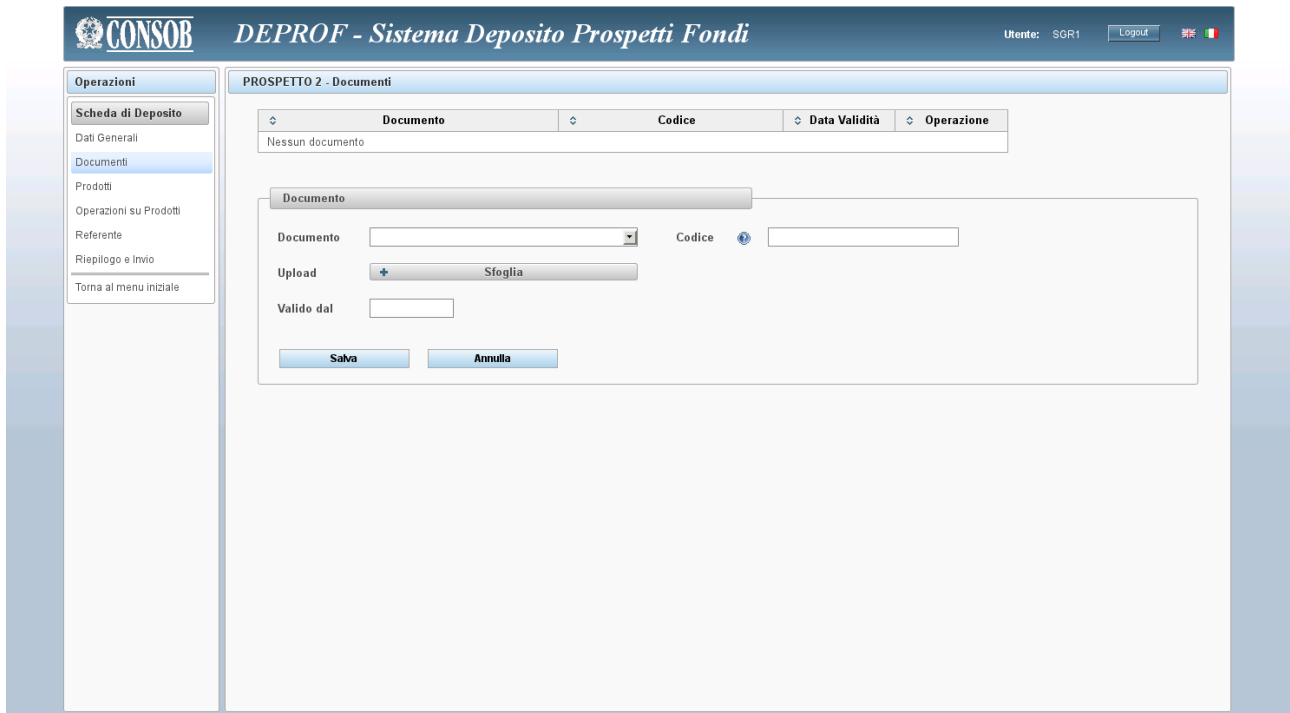 CONSOB DEPROF - Sistema Deposito Prospetti Fondi Utente: SGR1 Logout
Operazioni
Scheda di Deposito
Dati Generali
Documenti
Prodotti
Operazioni su Prodotti
Referente
Riepilogo e Invio
Torna al menu iniziale
PROSPETTO 2 - Documenti
Documento Codice Data Validità Operazione
Nessun documento
Documento
Documento Codice
Upload Sfoglia
Valido dal
Salva Annulla